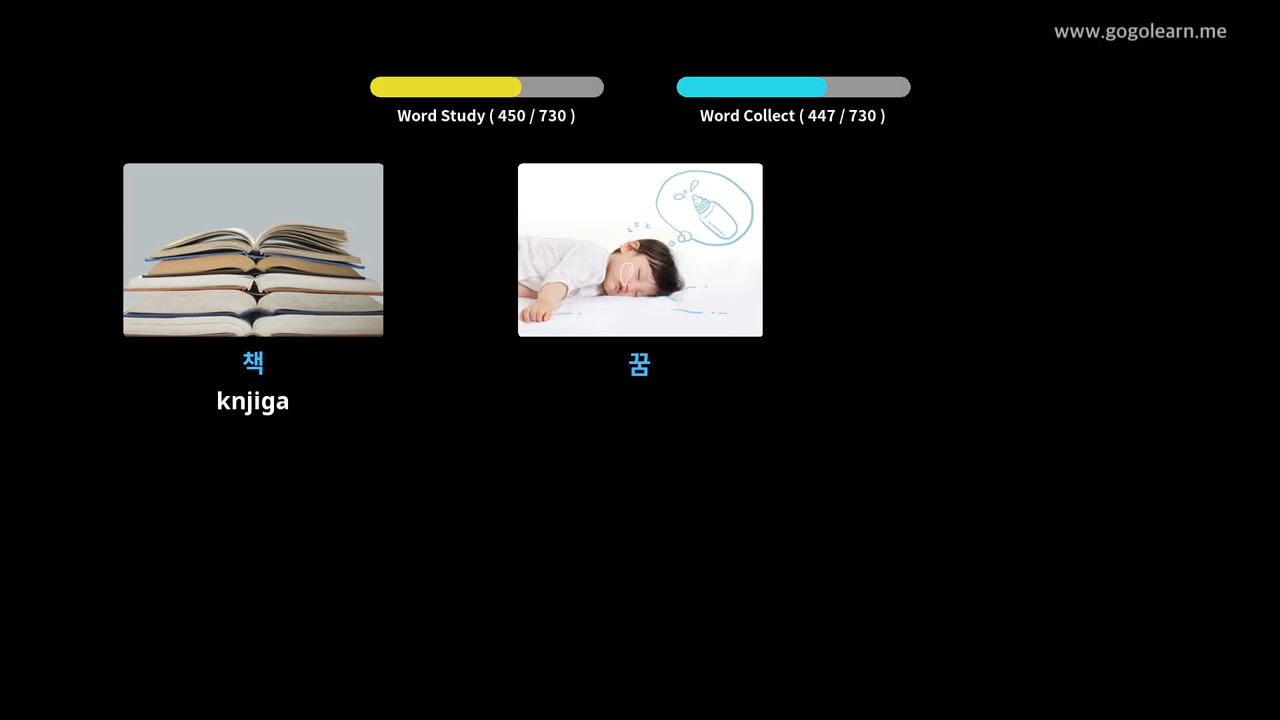 www.gogolearn.me
Word Study ( 450 / 730 )
Word Collect ( 447 / 730 )
책
knjiga
z z z
꿈